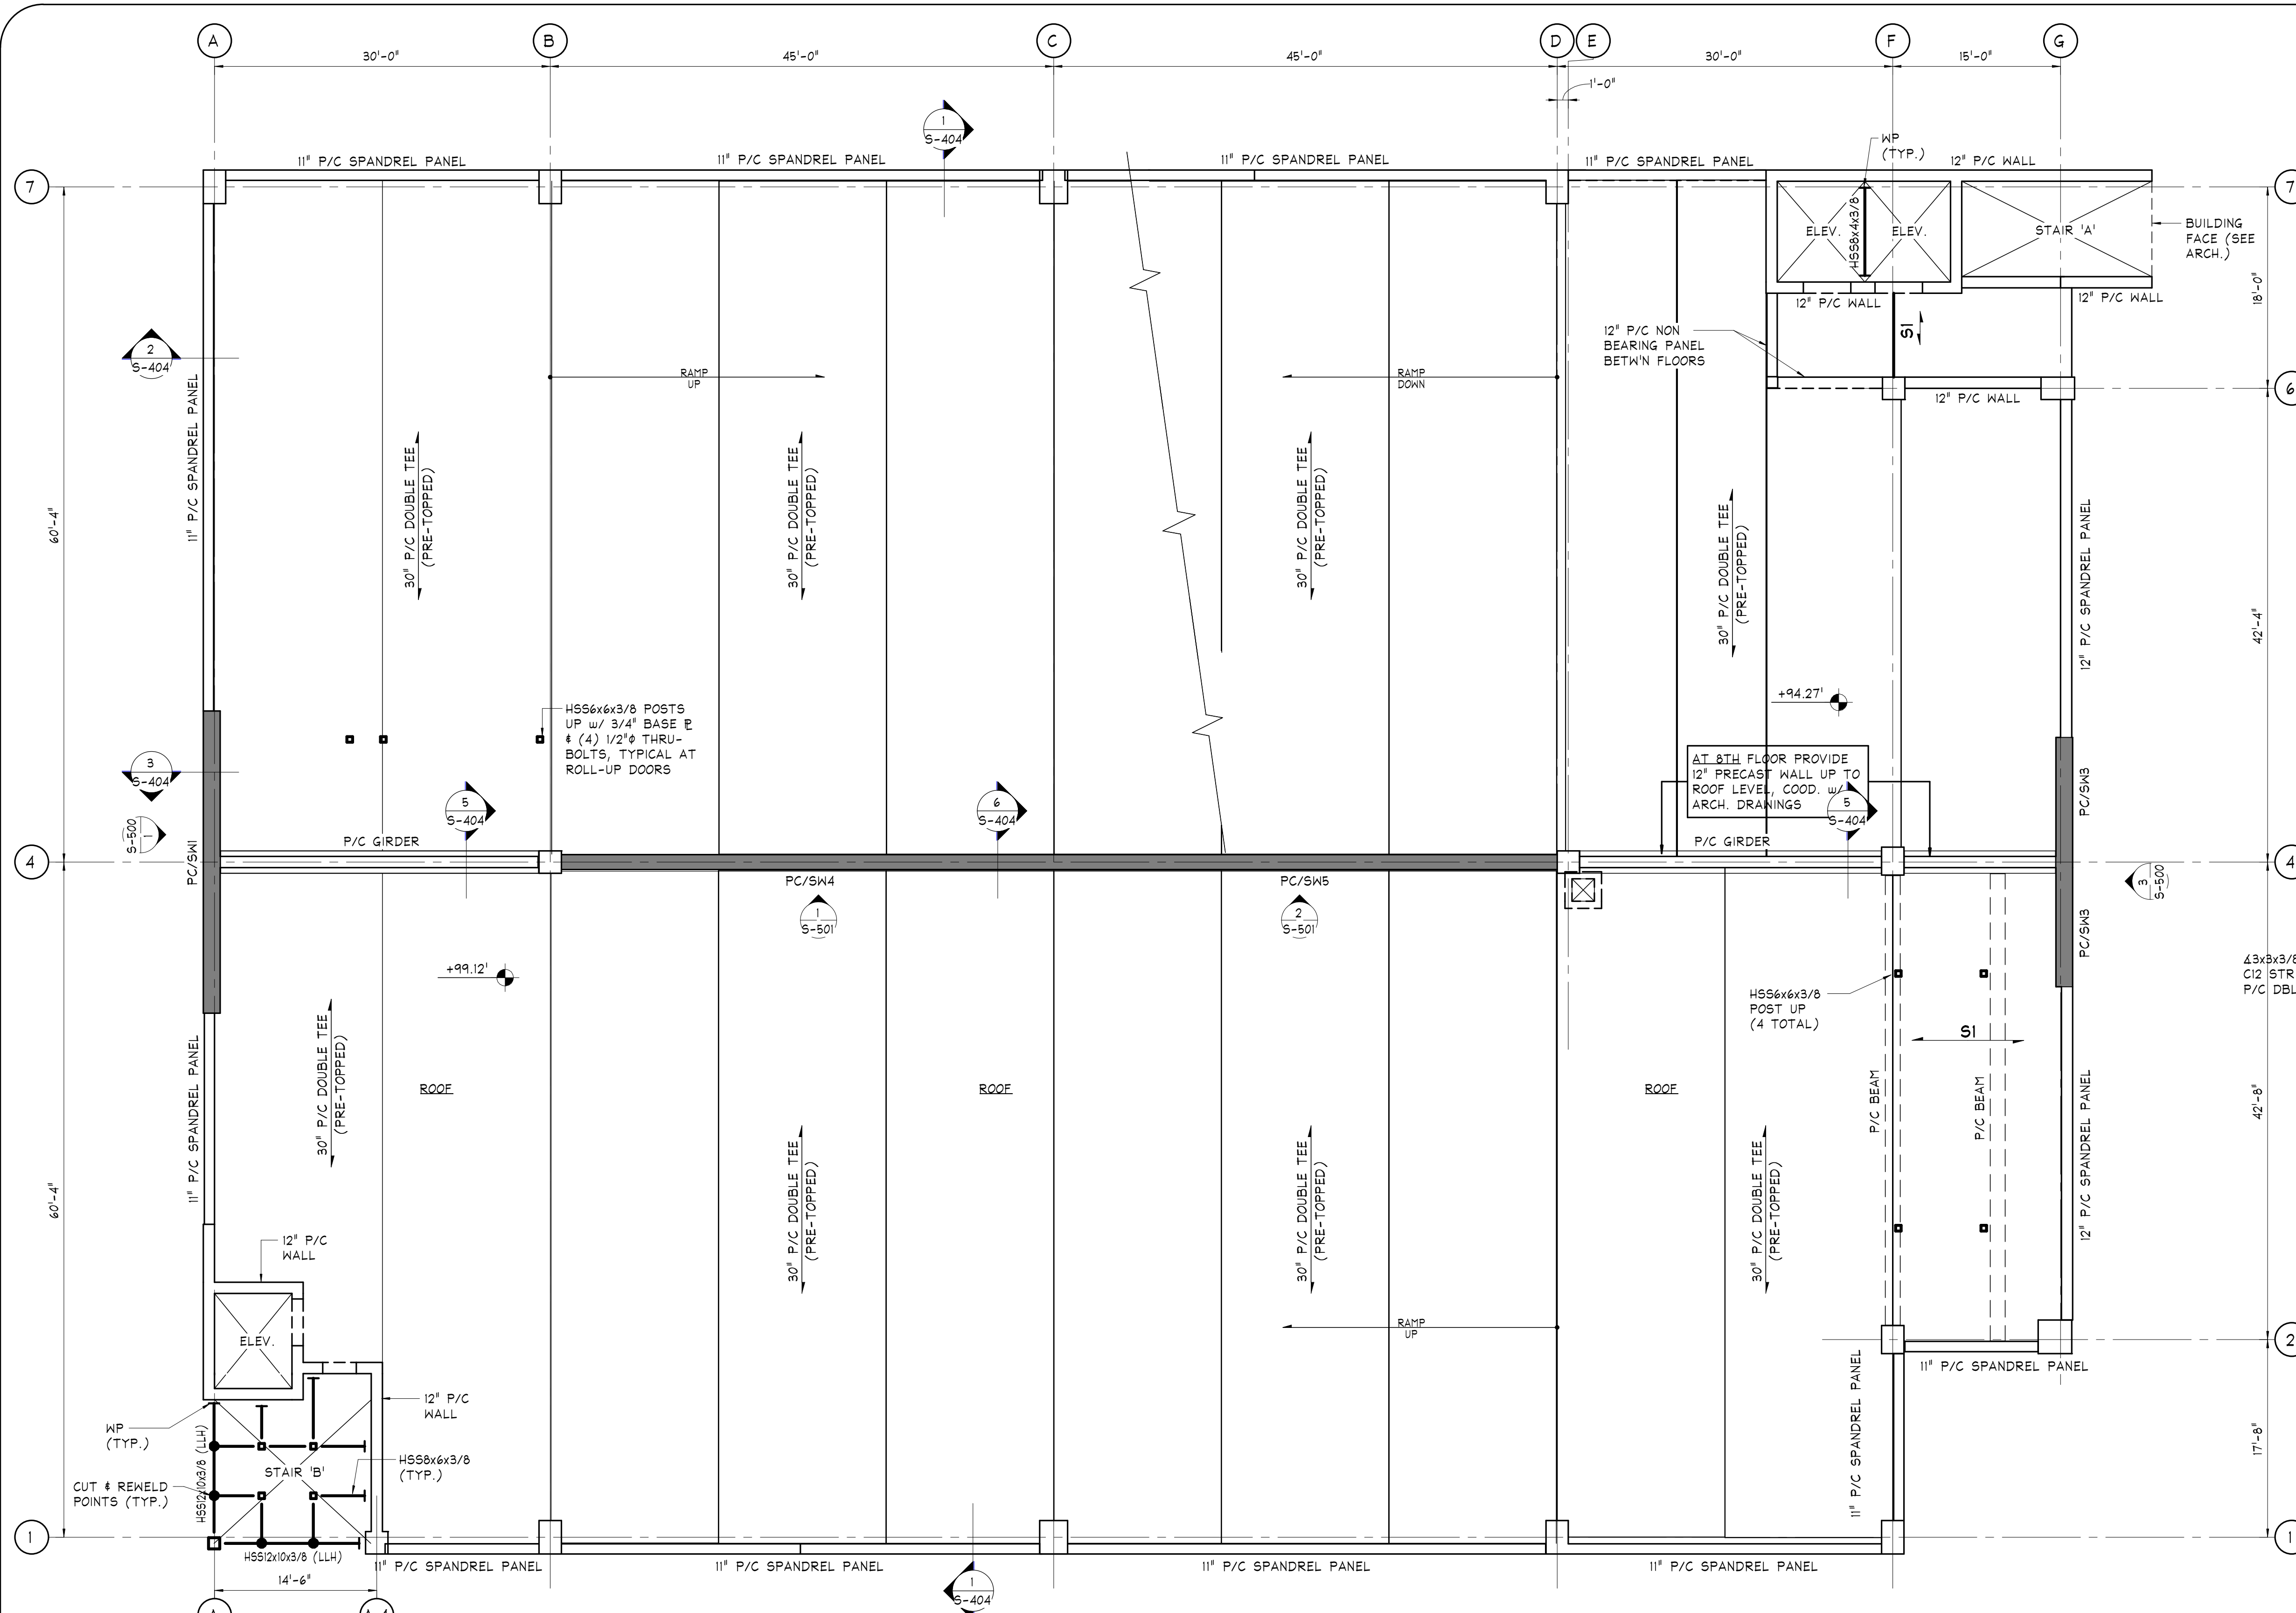 A
B
C
D
E
F
G
30'-0"
45'-0"
45'-0"
30'-0"
15'-0"
1'-0"
1
S-404
WP
(TYP.)
11" P/C SPANDREL PANEL
11" P/C SPANDREL PANEL
11" P/C SPANDREL PANEL
11" P/C SPANDREL PANEL
12" P/C WALL
7
7
ELEV.
HSS8x4x3/8
ELEV.
STAIR 'A'
BUILDING
FACE (SEE
ARCH.)
18'-0"
12" P/C WALL
12" P/C WALL
S1
12" P/C NON
BEARING PANEL
BETW'N FLOORS
2
S-404
RAMP
UP
RAMP
DOWN
6
12" P/C WALL
11" P/C SPANDREL PANEL
60'-4"
30" P/C DOUBLE TEE
(PRE-TOPPED)
30" P/C DOUBLE TEE
(PRE-TOPPED)
30" P/C DOUBLE TEE
(PRE-TOPPED)
30" P/C DOUBLE TEE
(PRE-TOPPED)
12" P/C SPANDREL PANEL
42'-4"
+94.27'
HSS6x6x3/8 POSTS
UP w/ 3/4" BASE ℄
& (4) 1/2"ϕ THRU-
BOLTS, TYPICAL AT
ROLL-UP DOORS
3
S-404
1
S-500
5
S-404
6
S-404
AT 8TH FLOOR PROVIDE
12" PRECAST WALL UP TO
ROOF LEVEL, COOD. w/
ARCH. DRAWINGS
5
S-404
PC/SW3
P/C GIRDER
P/C GIRDER
4
4
PC/SW1
PC/SW4
PC/SW5
1
S-501
2
S-501
3
S-500
PC/SW3
+99.12'
∡3x3x3/8
C12 STR
P/C DBL
HSS6x6x3/8
POST UP
(4 TOTAL)
S1
30" P/C DOUBLE TEE
(PRE-TOPPED)
ROOF
ROOF
ROOF
11" P/C SPANDREL PANEL
60'-4"
P/C BEAM
P/C BEAM
12" P/C SPANDREL PANEL
42'-8"
30" P/C DOUBLE TEE
(PRE-TOPPED)
30" P/C DOUBLE TEE
(PRE-TOPPED)
30" P/C DOUBLE TEE
(PRE-TOPPED)
12" P/C
WALL
ELEV.
RAMP
UP
2
11" P/C SPANDREL PANEL
12" P/C
WALL
WP
(TYP.)
HSS12x10x3/8 (LLH)
STAIR 'B'
HSS8x6x3/8
(TYP.)
CUT & REWELD
POINTS (TYP.)
11" P/C SPANDREL PANEL
17'-8"
1
1
HSS12x10x3/8 (LLH)
11" P/C SPANDREL PANEL
11" P/C SPANDREL PANEL
11" P/C SPANDREL PANEL
11" P/C SPANDREL PANEL
14'-6"
1
S-404